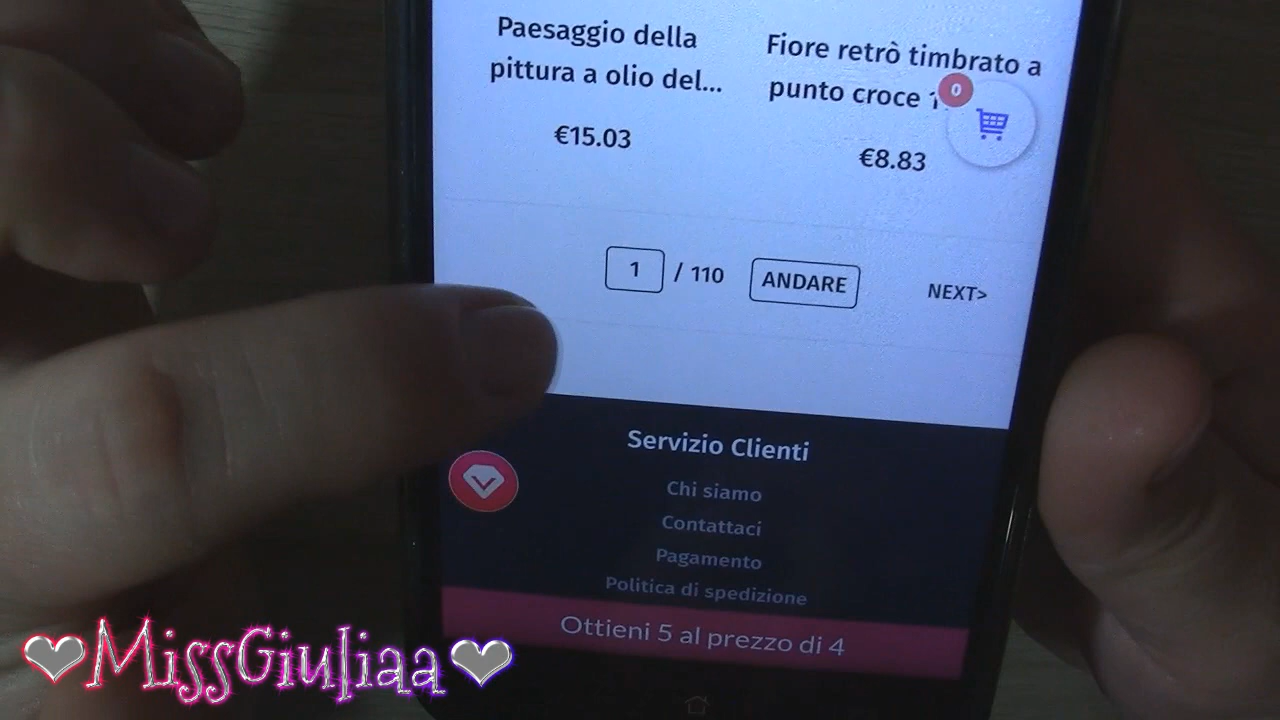 Paesaggio della
pittura a olio del...
€15.03
Fiore retrò timbrato a
punto croce
€8.83
0
1 / 110 ANDARE NEXT>
Servizio Clienti
Chi siamo
Contattaci
Pagamento
Politica di spedizione
Ottieni 5 al prezzo di 4
MissGiuliaa